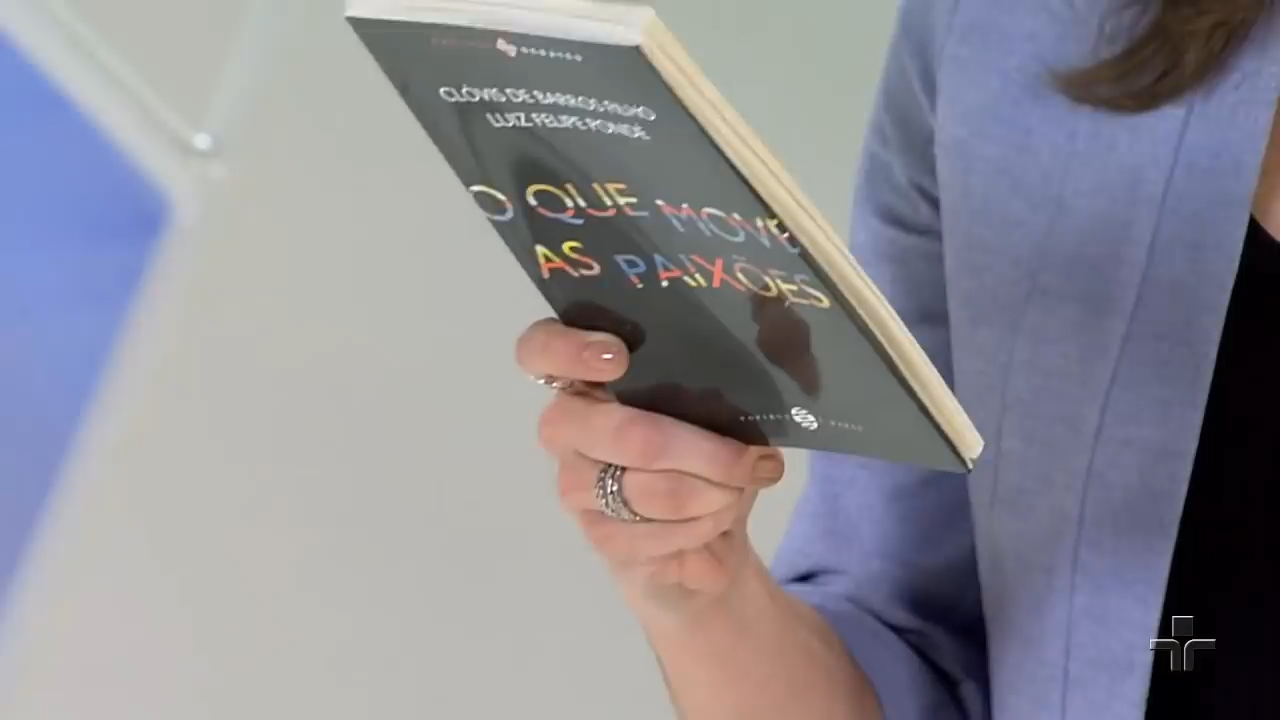 CLÓVIS DE BARROS FILHO
LUIZ FELIPE PONDÉ
O QUE MOVE
AS PAIXÕES